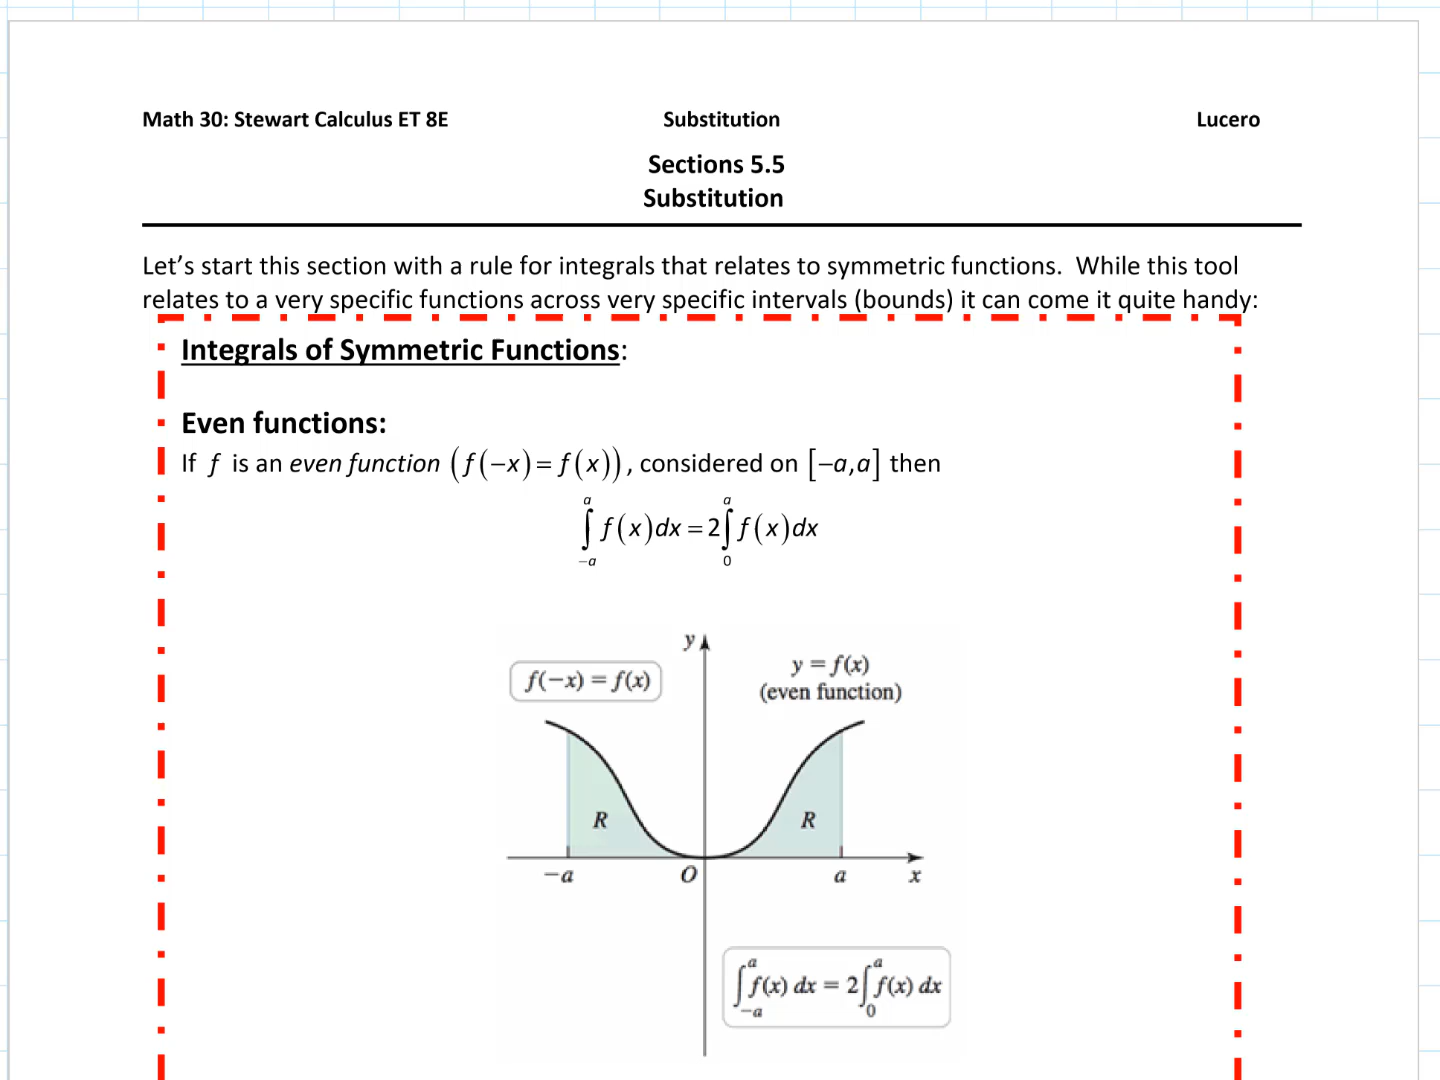 Math 30: Stewart Calculus ET 8E Substitution Lucero
Sections 5.5
Substitution
Let’s start this section with a rule for integrals that relates to symmetric functions.  While this tool
relates to a very specific functions across very specific intervals (bounds) it can come it quite handy:
Integrals of Symmetric Functions:
Even functions:
If f is an even function (f(−x)=f(x)), considered on [−a,a] then
∫_{−a}^{a} f(x)dx = 2∫_{0}^{a} f(x)dx
y
f(−x) = f(x)
y = f(x)
(even function)
R R
−a O a x
∫_{−a}^{a} f(x) dx = 2∫_{0}^{a} f(x) dx